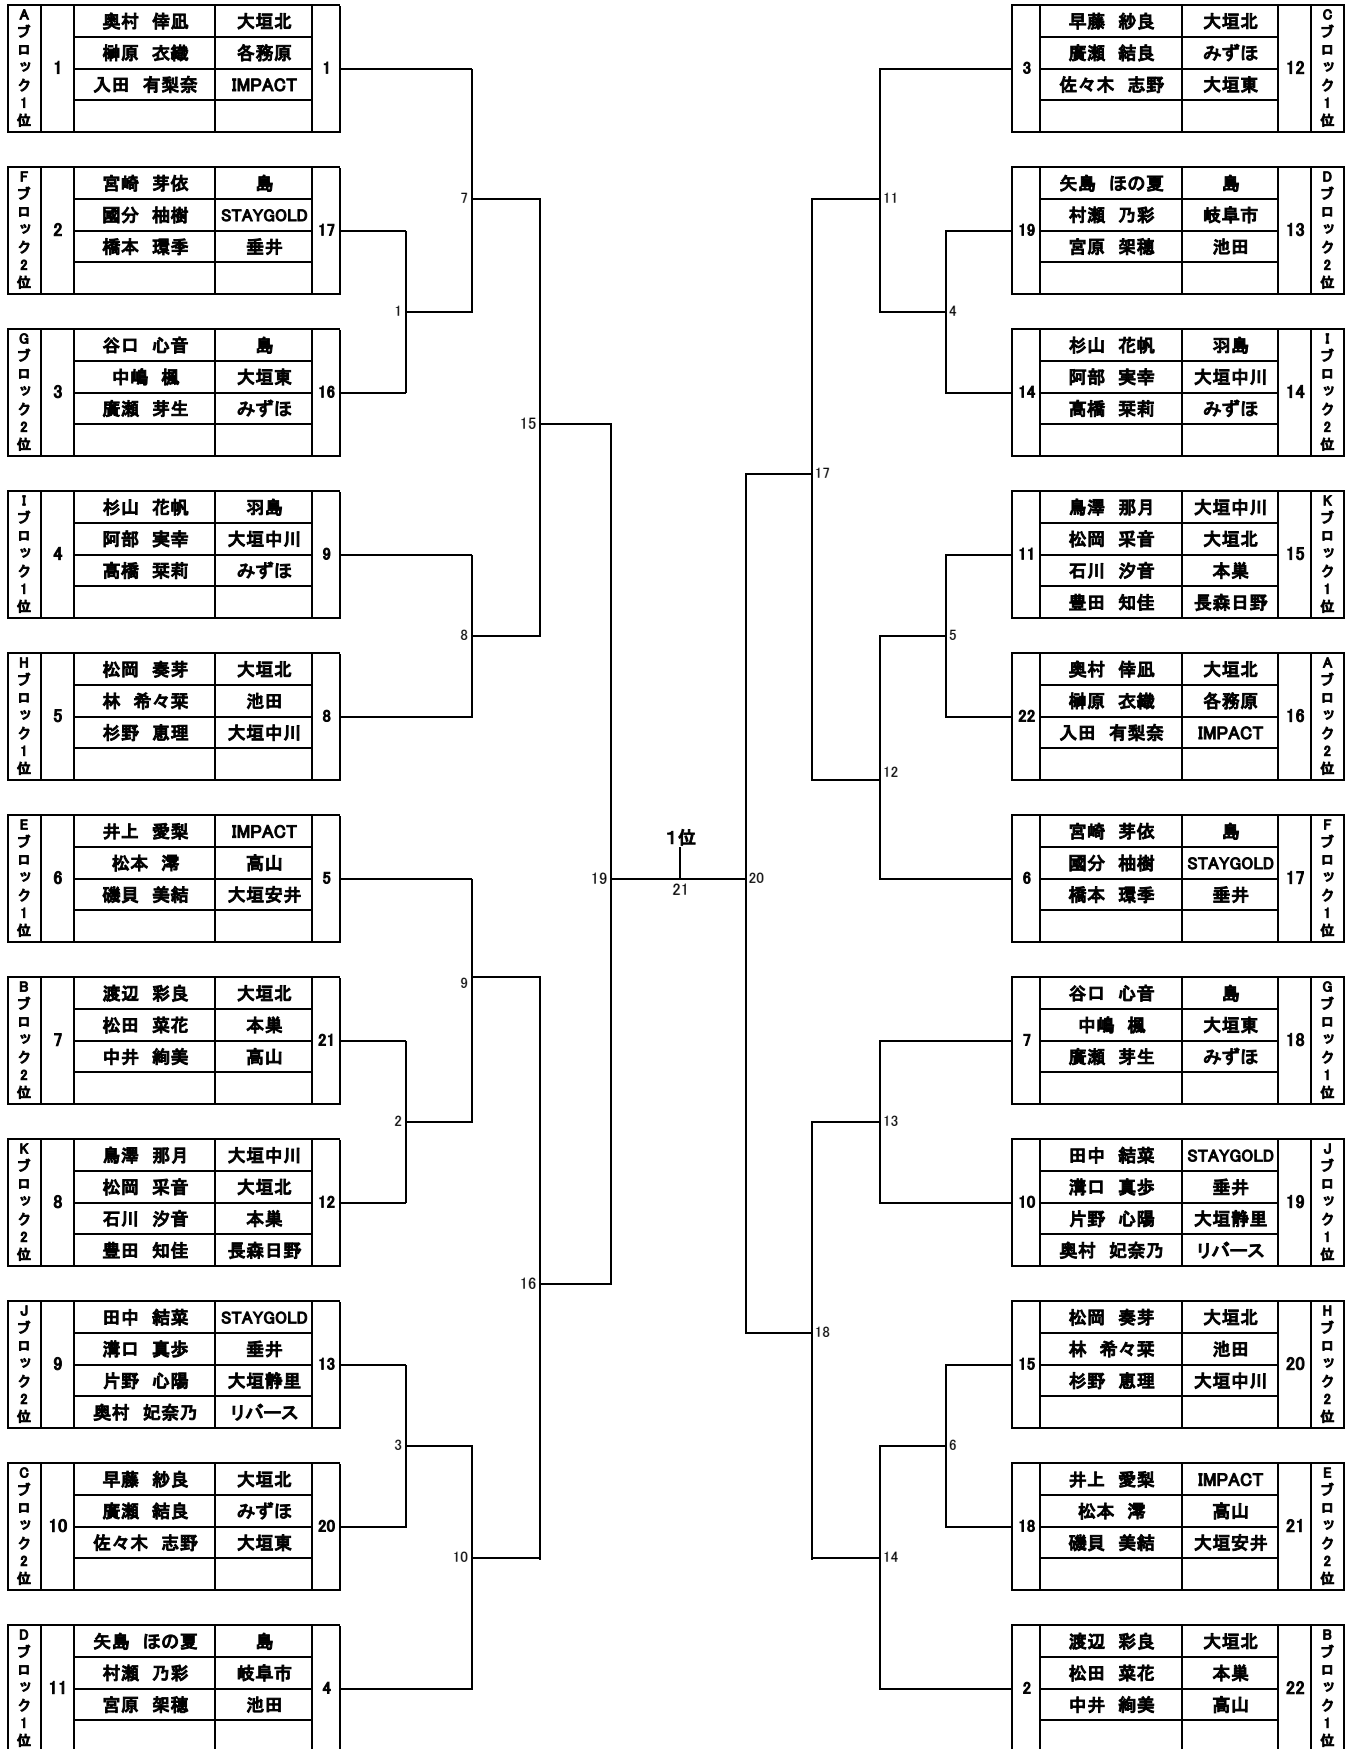 Aブロック1位 1 奥村 倖凪 大垣北 1
榊原 衣織 各務原
入田 有梨奈 IMPACT
Fブロック2位 2 宮崎 芽依 島 17
國分 柚樹 STAYGOLD
橋本 環季 垂井
Gブロック2位 3 谷口 心音 島 16
中嶋 楓 大垣東
廣瀬 芽生 みずほ
Iブロック1位 4 杉山 花帆 羽島 9
阿部 実幸 大垣中川
髙橋 栞莉 みずほ
Hブロック1位 5 松岡 奏芽 大垣北 8
林 希々栞 池田
杉野 恵理 大垣中川
Eブロック1位 6 井上 愛梨 IMPACT 5
松本 澪 高山
磯貝 美結 大垣安井
Bブロック2位 7 渡辺 彩良 大垣北 21
松田 菜花 本巣
中井 絢美 高山
Kブロック2位 8 鳥澤 那月 大垣中川 12
松岡 采音 大垣北
石川 汐音 本巣
豊田 知佳 長森日野
Jブロック2位 9 田中 結菜 STAYGOLD 13
溝口 真歩 垂井
片野 心陽 大垣静里
奥村 妃奈乃 リバース
Cブロック2位 10 早藤 紗良 大垣北 20
廣瀬 結良 みずほ
佐々木 志野 大垣東
Dブロック1位 11 矢島 ほの夏 島 4
村瀬 乃彩 岐阜市
宮原 架穂 池田
1
2
3
7
8
9
10
15
16
19
1位
21
20
17
18
11
12
13
14
4
5
6
3 早藤 紗良 大垣北 12 Cブロック1位
廣瀬 結良 みずほ
佐々木 志野 大垣東
19 矢島 ほの夏 島 13 Dブロック2位
村瀬 乃彩 岐阜市
宮原 架穂 池田
14 杉山 花帆 羽島 14 Iブロック2位
阿部 実幸 大垣中川
髙橋 栞莉 みずほ
11 鳥澤 那月 大垣中川 15 Kブロック1位
松岡 采音 大垣北
石川 汐音 本巣
豊田 知佳 長森日野
22 奥村 倖凪 大垣北 16 Aブロック2位
榊原 衣織 各務原
入田 有梨奈 IMPACT
6 宮崎 芽依 島 17 Fブロック1位
國分 柚樹 STAYGOLD
橋本 環季 垂井
7 谷口 心音 島 18 Gブロック1位
中嶋 楓 大垣東
廣瀬 芽生 みずほ
10 田中 結菜 STAYGOLD 19 Jブロック1位
溝口 真歩 垂井
片野 心陽 大垣静里
奥村 妃奈乃 リバース
15 松岡 奏芽 大垣北 20 Hブロック2位
林 希々栞 池田
杉野 恵理 大垣中川
18 井上 愛梨 IMPACT 21 Eブロック2位
松本 澪 高山
磯貝 美結 大垣安井
2 渡辺 彩良 大垣北 22 Bブロック1位
松田 菜花 本巣
中井 絢美 高山